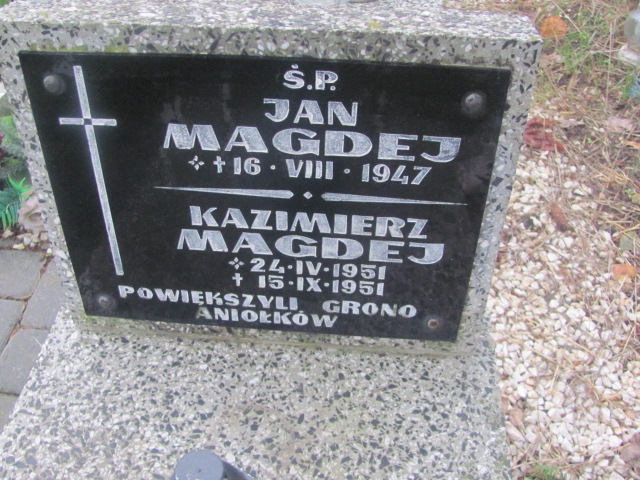 Ś.P.
JAN
MAGDEJ
✢ † 16 · VIII · 1947
KAZIMIERZ
MAGDEJ
✢ 24·IV·1951
† 15·IX·1951
POWIĘKSZYLI GRONO
ANIOŁKÓW